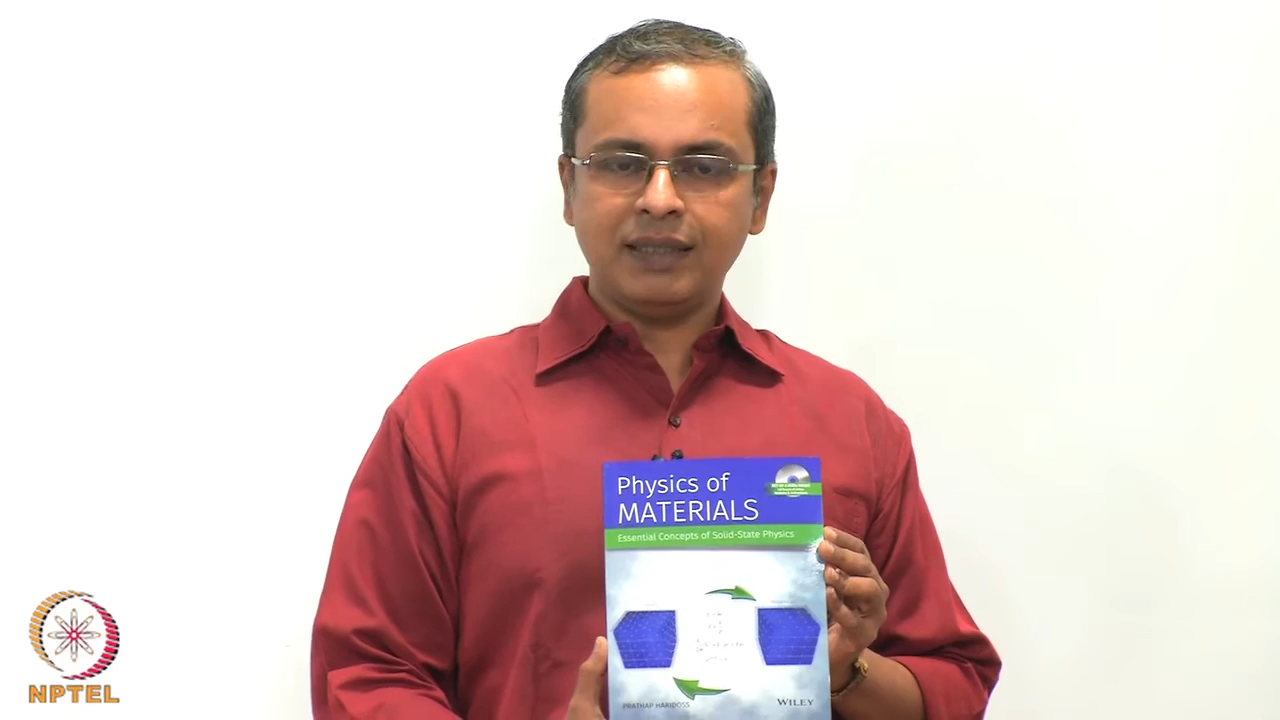 Physics of
MATERIALS
Essential Concepts of Solid-State Physics
PRATHAP HARIDOSS
WILEY
NPTEL